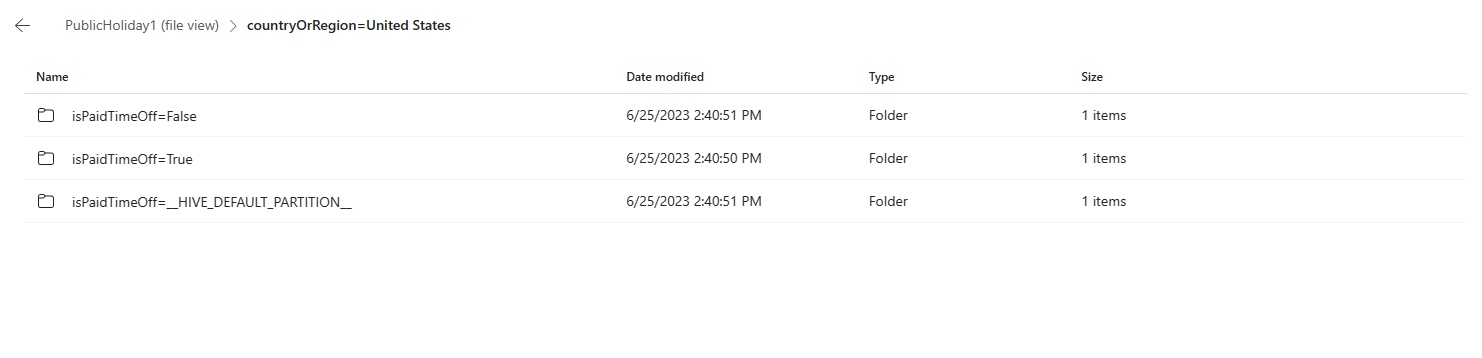 PublicHoliday1 (file view) > countryOrRegion=United States
Name Date modified Type Size
isPaidTimeOff=False 6/25/2023 2:40:51 PM Folder 1 items
isPaidTimeOff=True 6/25/2023 2:40:50 PM Folder 1 items
isPaidTimeOff=__HIVE_DEFAULT_PARTITION__ 6/25/2023 2:40:51 PM Folder 1 items